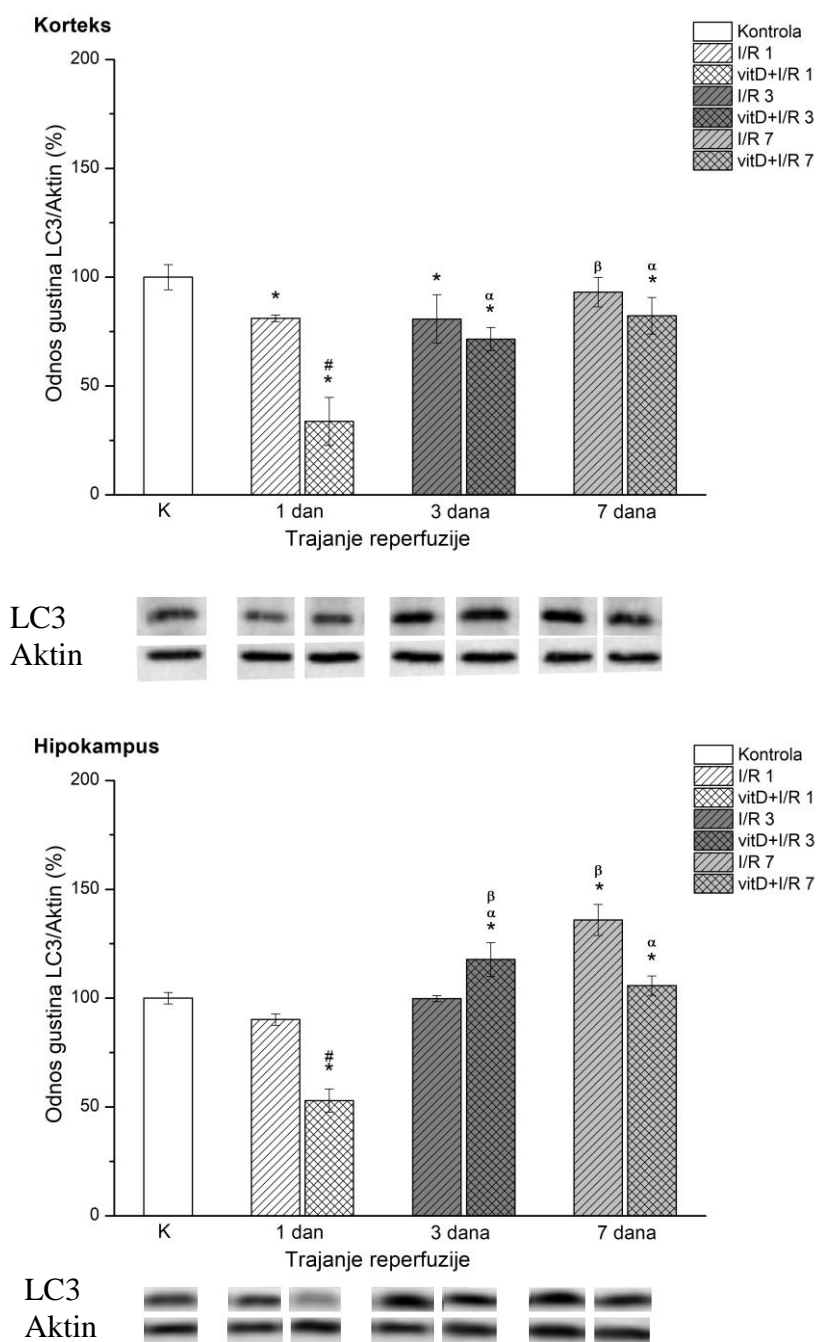 Korteks
Kontrola
I/R 1
vitD+I/R 1
I/R 3
vitD+I/R 3
I/R 7
vitD+I/R 7
Odnos gustina LC3/Aktin (%)
200
150
100
50
0
*
#
*
*
α
*
β
α
*
K
1 dan
3 dana
7 dana
Trajanje reperfuzije
LC3
Aktin
Hipokampus
Kontrola
I/R 1
vitD+I/R 1
I/R 3
vitD+I/R 3
I/R 7
vitD+I/R 7
Odnos gustina LC3/Aktin (%)
200
150
100
50
0
#
*
β
α
*
β
*
α
*
K
1 dan
3 dana
7 dana
Trajanje reperfuzije
LC3
Aktin